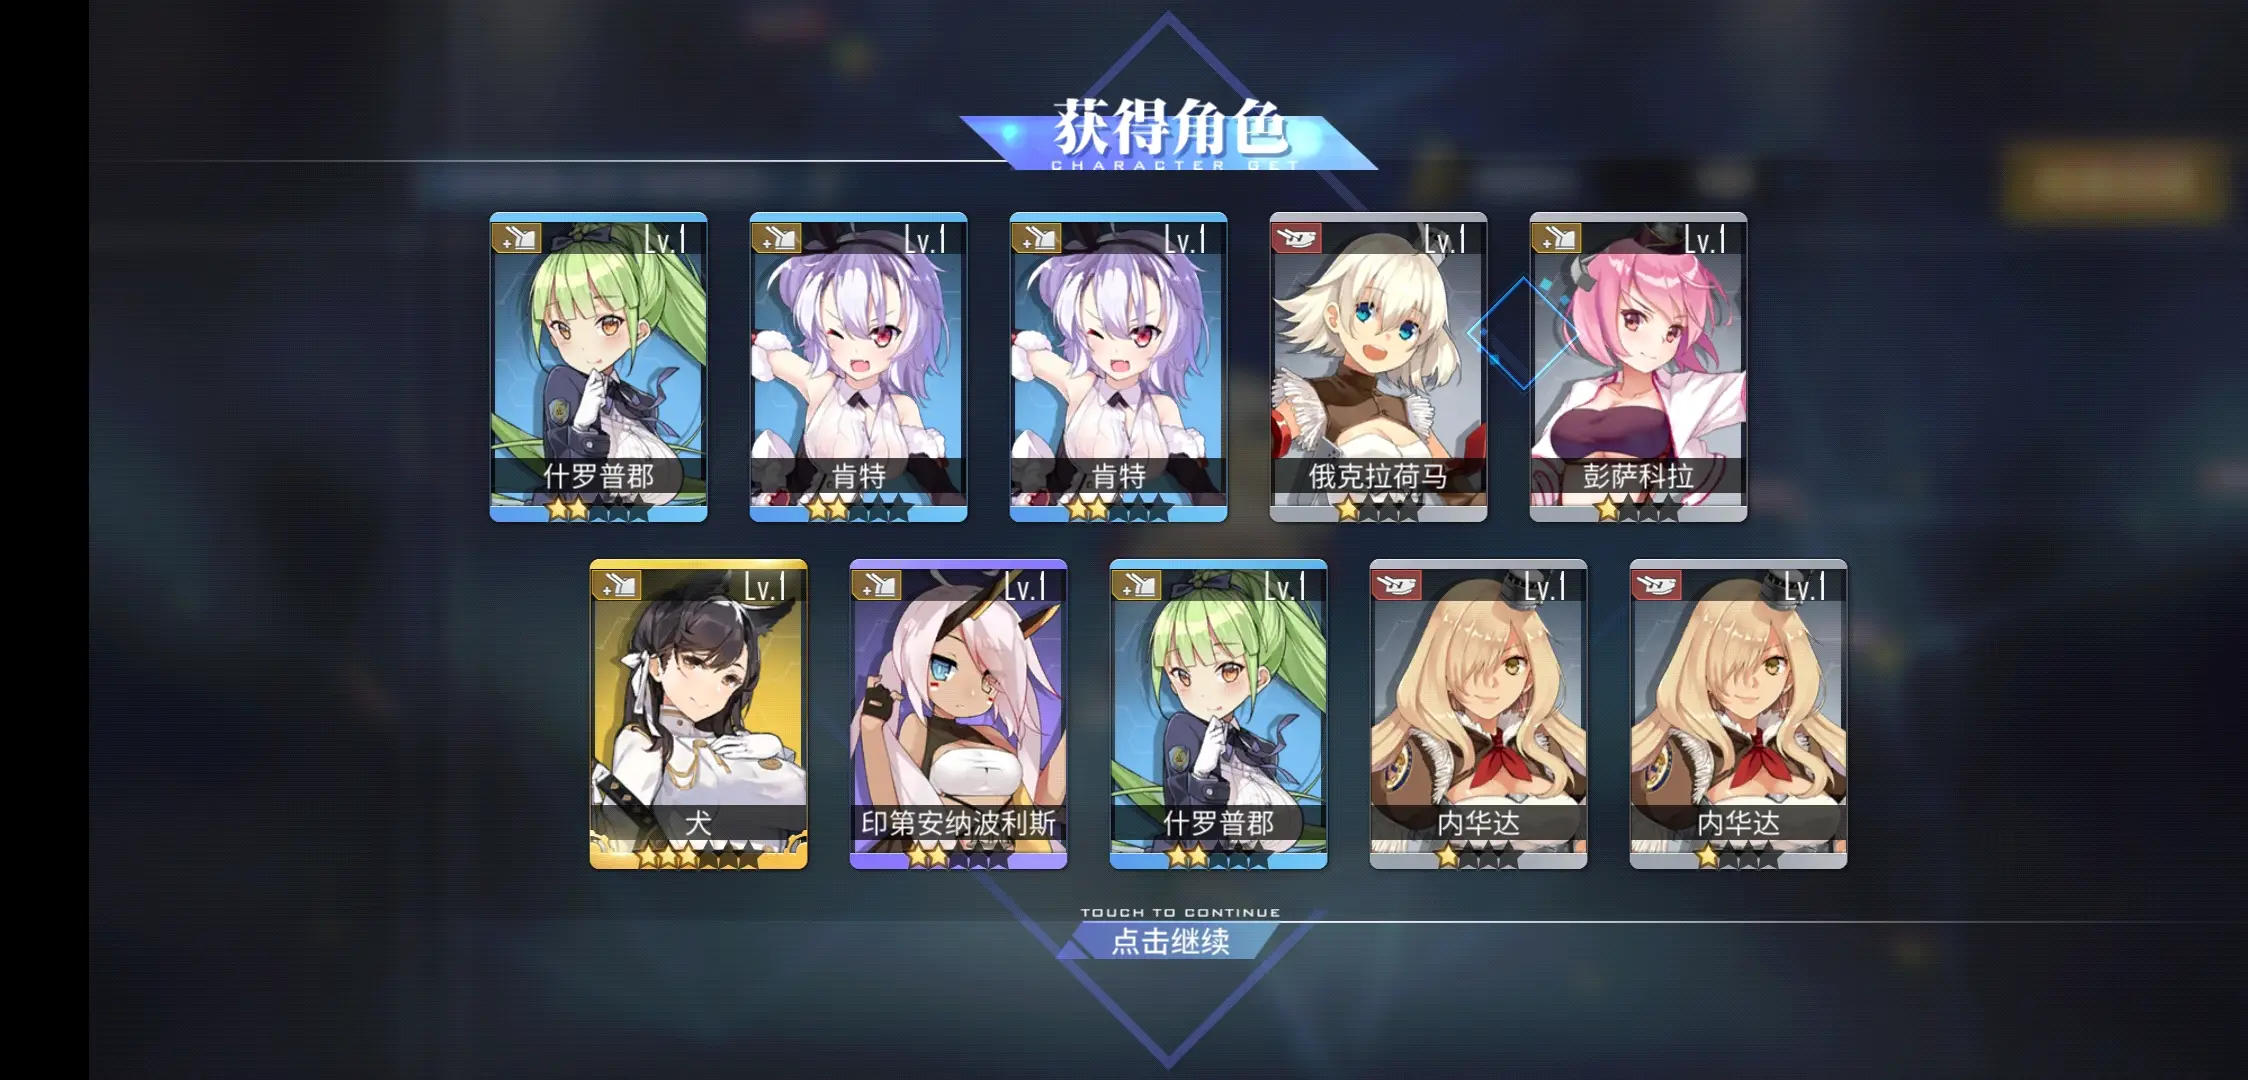 获得角色
CHARACTER GET
Lv.1
Lv.1
Lv.1
Lv.1
Lv.1
什罗普郡
肯特
肯特
俄克拉荷马
彭萨科拉
Lv.1
Lv.1
Lv.1
Lv.1
Lv.1
犬
印第安纳波利斯
什罗普郡
内华达
内华达
TOUCH TO CONTINUE
点击继续